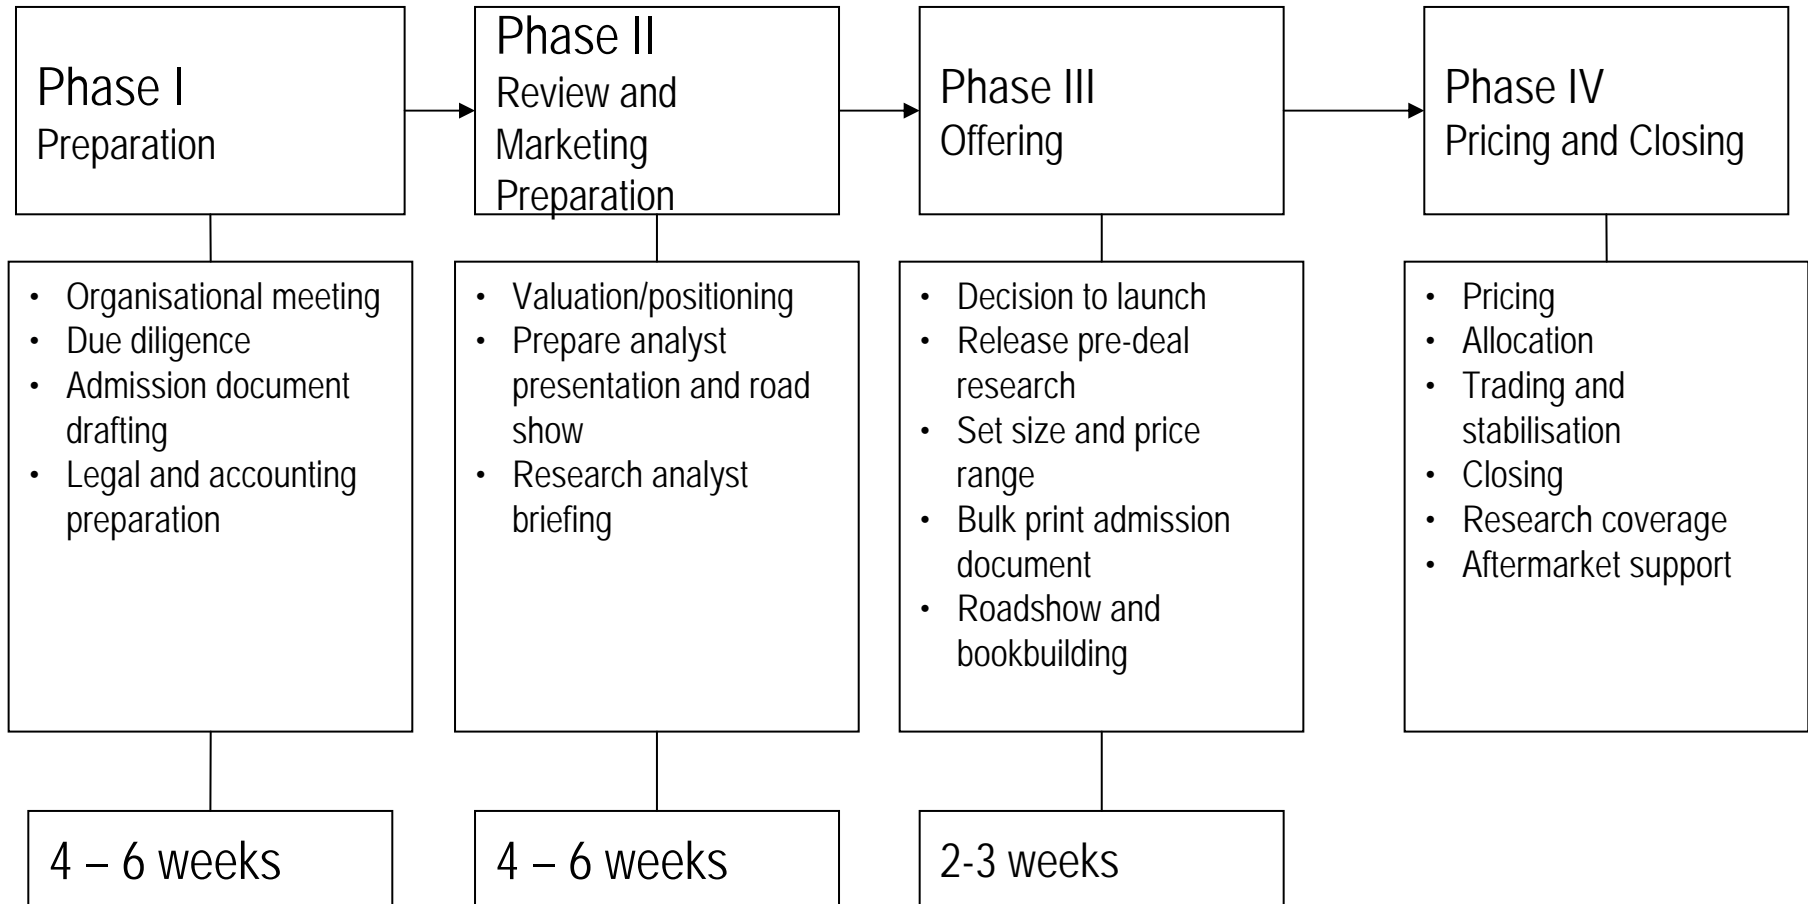 Phase I
Preparation
Phase II
Review and
Marketing
Preparation
Phase III
Offering
Phase IV
Pricing and Closing
• Organisational meeting
• Due diligence
• Admission document
drafting
• Legal and accounting
preparation
• Valuation/positioning
• Prepare analyst
presentation and road
show
• Research analyst
briefing
• Decision to launch
• Release pre-deal
research
• Set size and price
range
• Bulk print admission
document
• Roadshow and
bookbuilding
• Pricing
• Allocation
• Trading and
stabilisation
• Closing
• Research coverage
• Aftermarket support
4 – 6 weeks
4 – 6 weeks
2-3 weeks